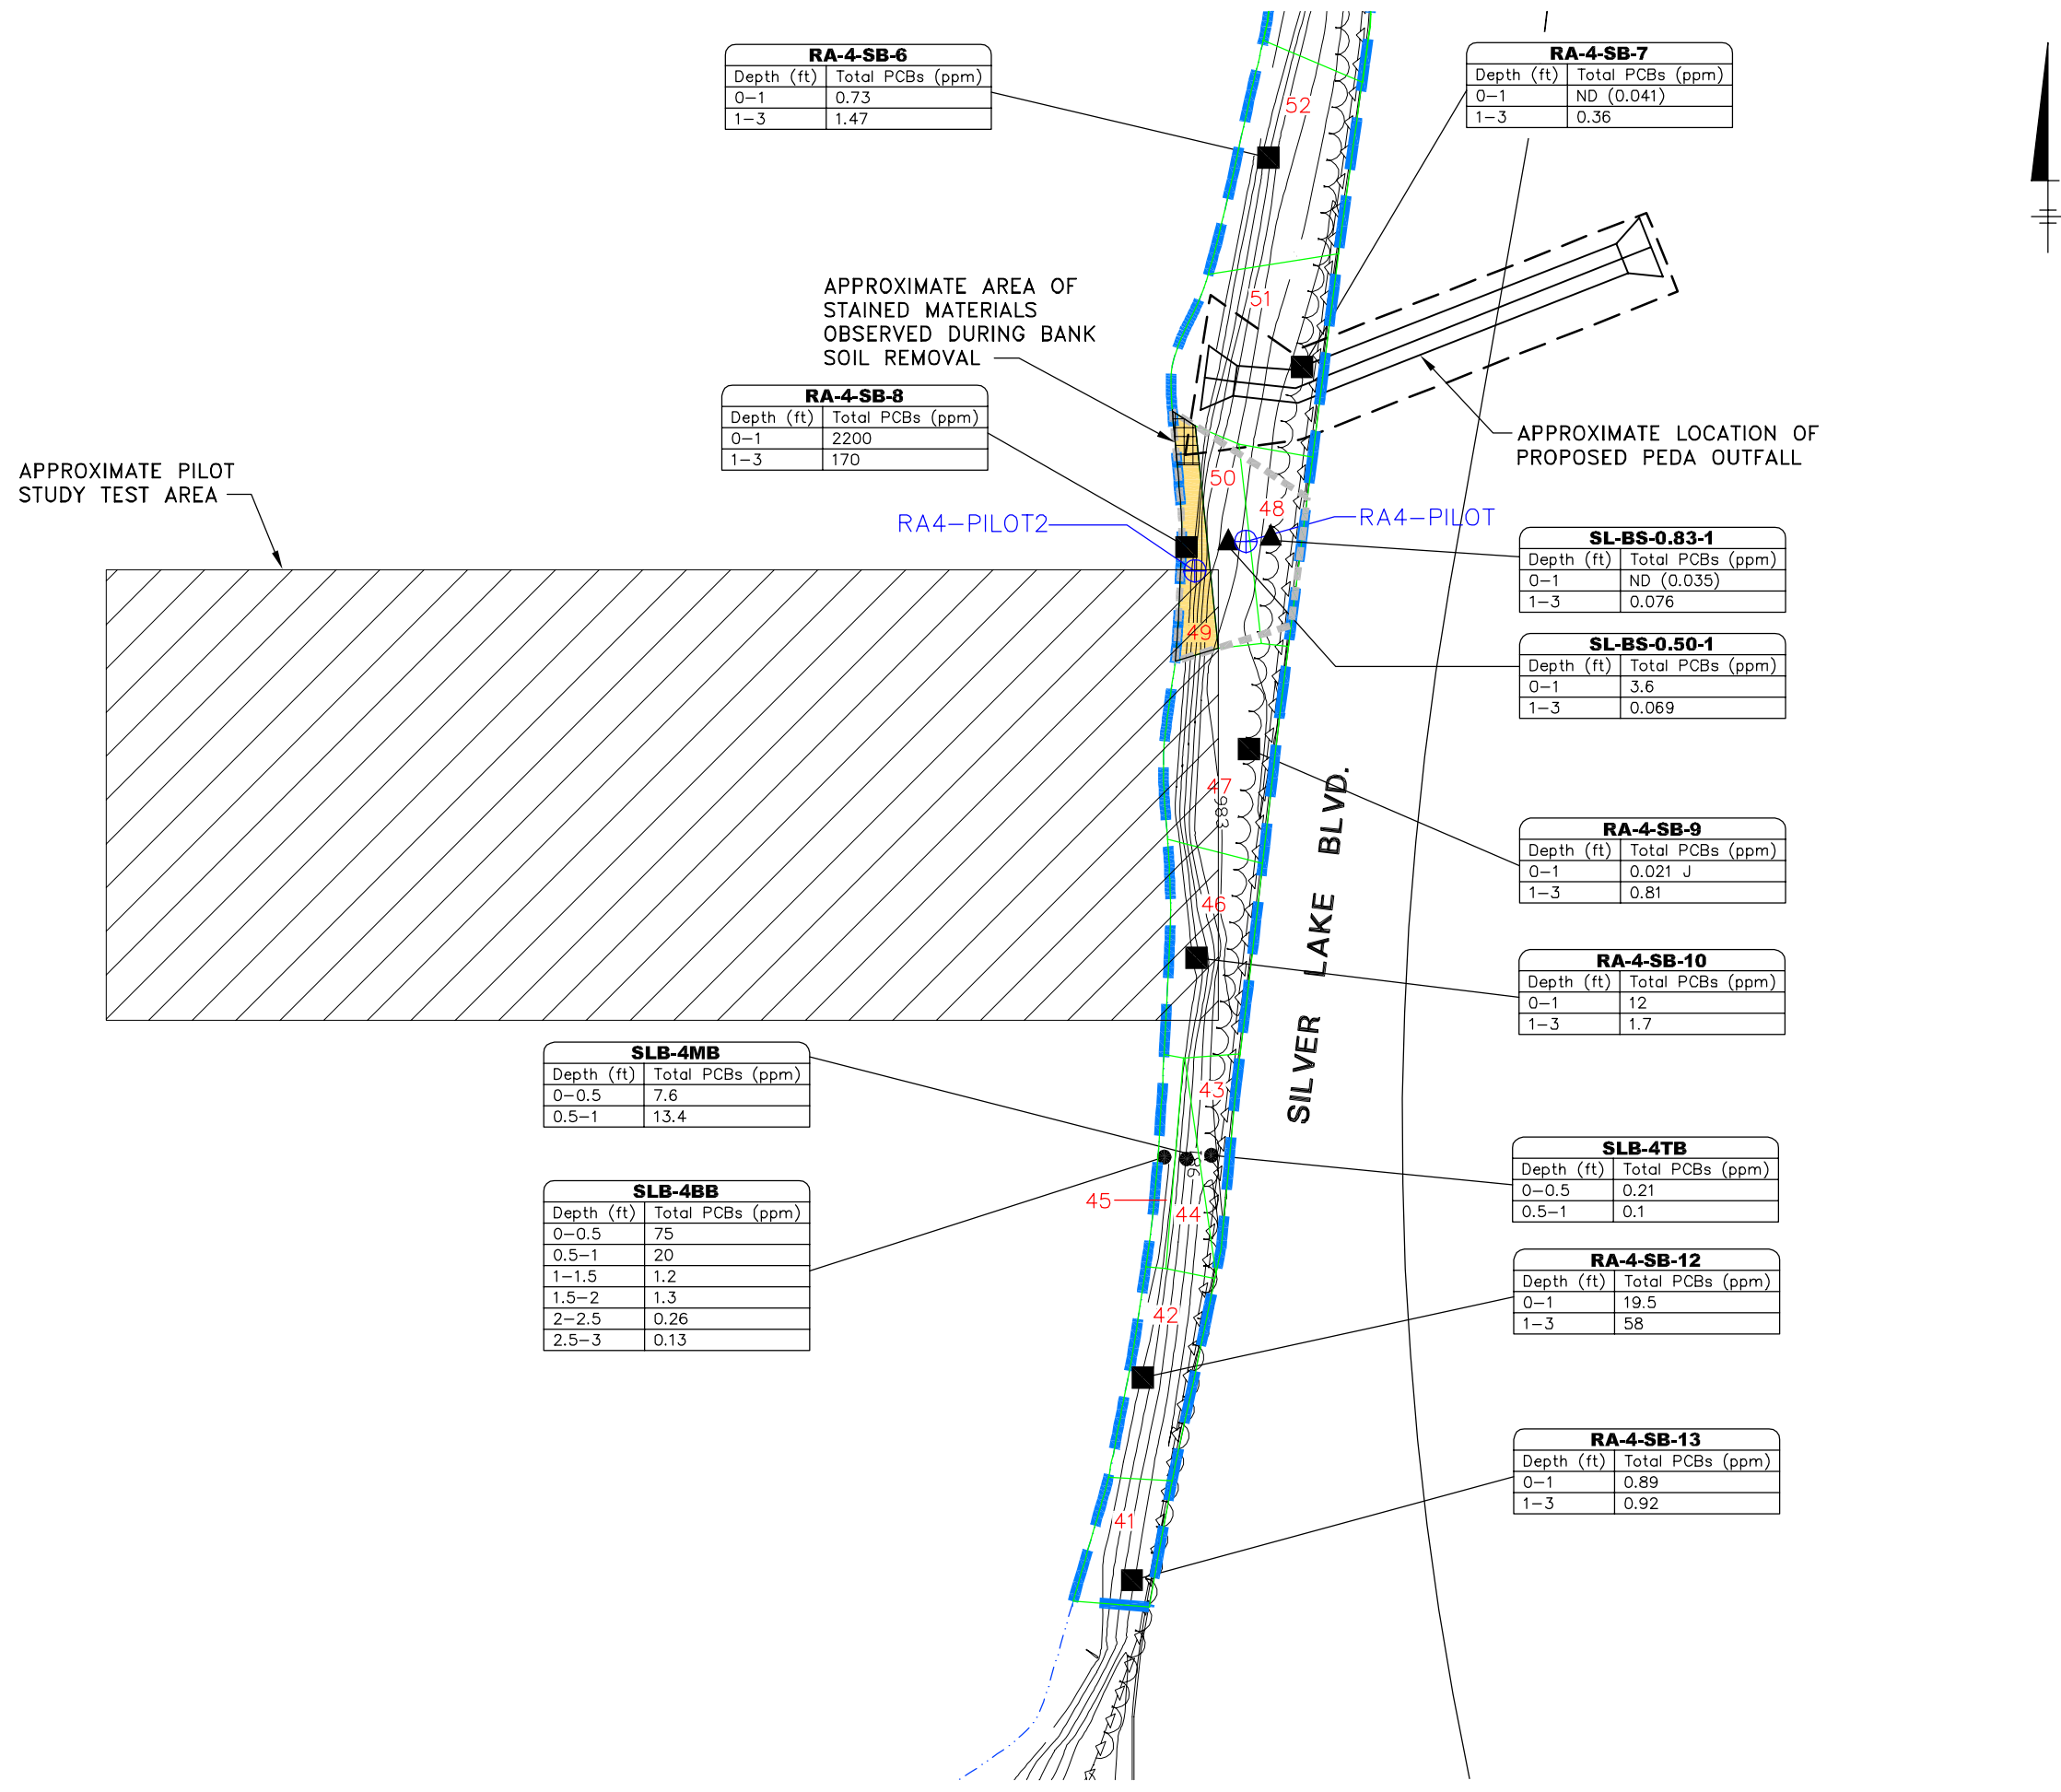 RA-4-SB-6
Depth (ft) Total PCBs (ppm)
0-1 0.73
1-3 1.47
RA-4-SB-7
Depth (ft) Total PCBs (ppm)
0-1 ND (0.041)
1-3 0.36
52
51
APPROXIMATE AREA OF
STAINED MATERIALS
OBSERVED DURING BANK
SOIL REMOVAL
RA-4-SB-8
Depth (ft) Total PCBs (ppm)
0-1 2200
1-3 170
APPROXIMATE LOCATION OF
PROPOSED PEDA OUTFALL
APPROXIMATE PILOT
STUDY TEST AREA
50
48
RA4-PILOT2
RA4-PILOT
SL-BS-0.83-1
Depth (ft) Total PCBs (ppm)
0-1 ND (0.035)
1-3 0.076
49
SL-BS-0.50-1
Depth (ft) Total PCBs (ppm)
0-1 3.6
1-3 0.069
47
983
SILVER LAKE BLVD.
RA-4-SB-9
Depth (ft) Total PCBs (ppm)
0-1 0.021 J
1-3 0.81
46
RA-4-SB-10
Depth (ft) Total PCBs (ppm)
0-1 12
1-3 1.7
SLB-4MB
Depth (ft) Total PCBs (ppm)
0-0.5 7.6
0.5-1 13.4
43
SLB-4TB
Depth (ft) Total PCBs (ppm)
0-0.5 0.21
0.5-1 0.1
SLB-4BB
Depth (ft) Total PCBs (ppm)
0-0.5 75
0.5-1 20
1-1.5 1.2
1.5-2 1.3
2-2.5 0.26
2.5-3 0.13
45
44
RA-4-SB-12
Depth (ft) Total PCBs (ppm)
0-1 19.5
1-3 58
42
RA-4-SB-13
Depth (ft) Total PCBs (ppm)
0-1 0.89
1-3 0.92
41